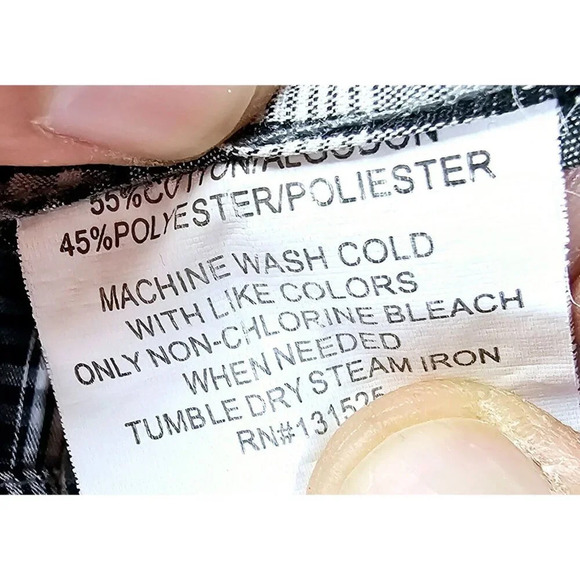 55%COTTON/ALGODON
45%POLYESTER/POLIESTER
MACHINE WASH COLD
WITH LIKE COLORS
ONLY NON-CHLORINE BLEACH
WHEN NEEDED
TUMBLE DRY STEAM IRON
RN#131525